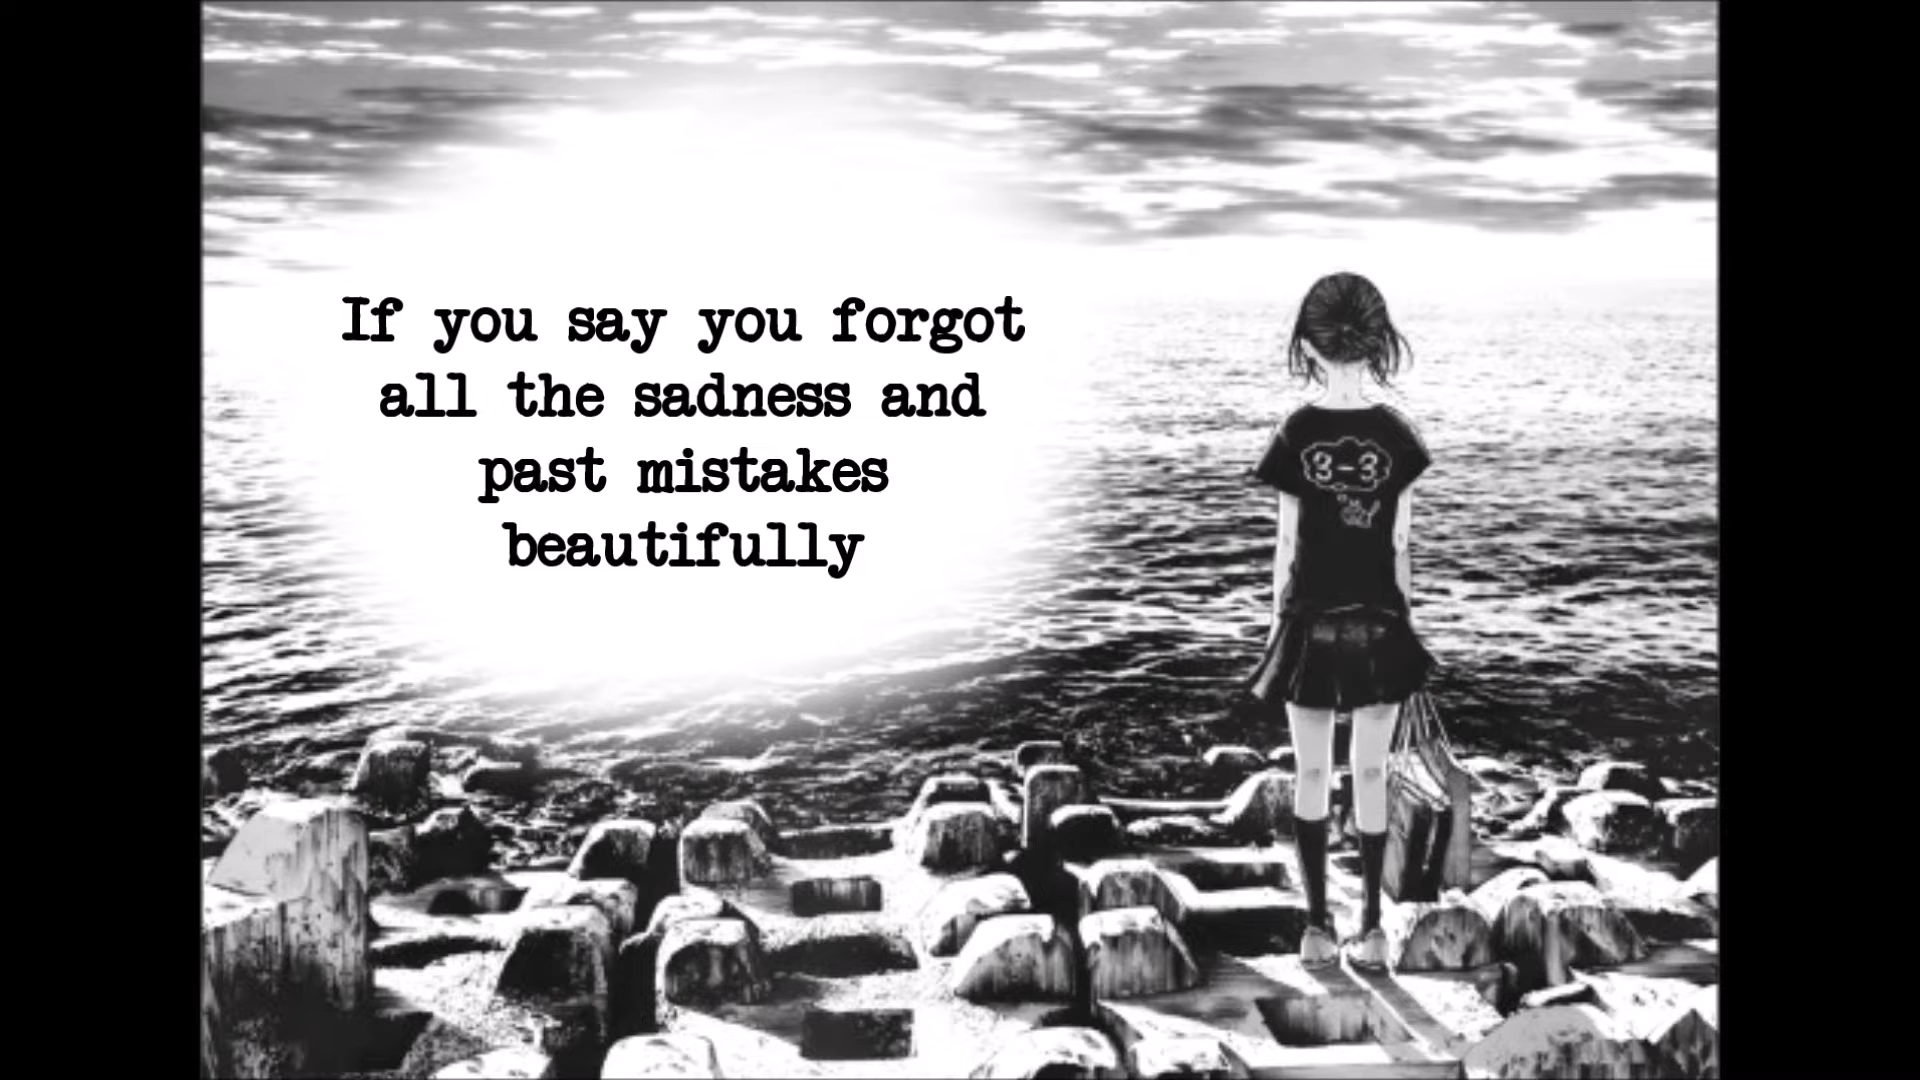 If you say you forgot
all the sadness and
past mistakes
beautifully
3-3